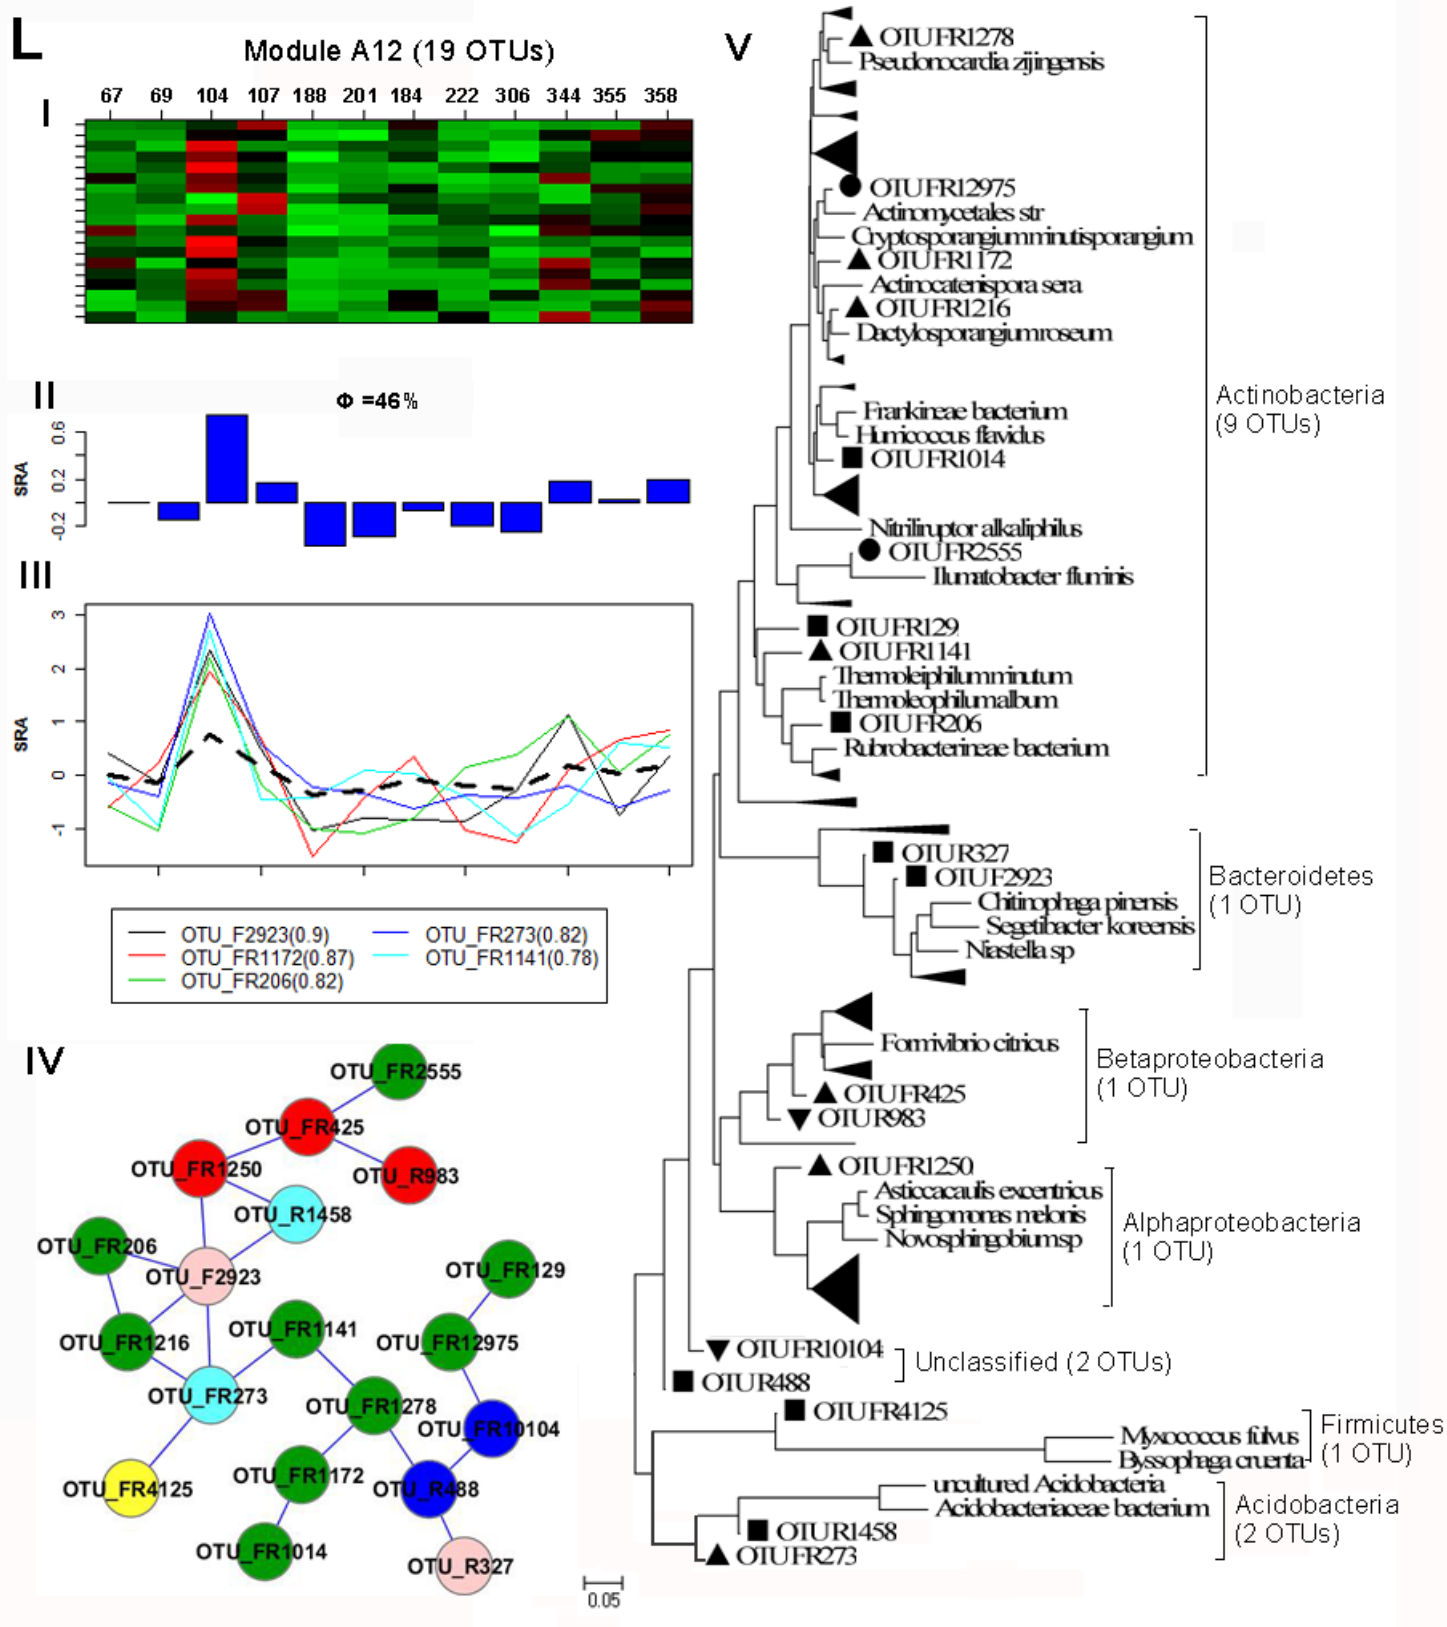 L
Module A12 (19 OTUs)
I
67 69 104 107 188 201 184 222 306 344 355 358
II
Φ =46%
SRA
0.6
0.2
-0.2
III
SRA
3
2
1
0
-1
OTU_F2923(0.9)
OTU_FR1172(0.87)
OTU_FR206(0.82)
OTU_FR273(0.82)
OTU_FR1141(0.78)
IV
OTU_FR2555
OTU_FR425
OTU_FR1250
OTU_R983
OTU_R1458
OTU_FR206
OTU_F2923
OTU_FR129
OTU_FR1216
OTU_FR1141
OTU_FR12975
OTU_FR273
OTU_FR1278
OTU_FR10104
OTU_FR4125
OTU_FR1172
OTU_R488
OTU_FR1014
OTU_R327
V
OTUFR1278
Pseudonocardia zijingensis
OTUFR12975
Actinomycetales str
Cryptosporangium minutisporangium
OTUFR1172
Actinocatenispora sera
OTUFR1216
Dactylosporangium roseum
Frankineae bacterium
Humicoccus flavidus
OTUFR1014
Nitriliruptor alkaliphilus
OTUFR2555
Ilumatobacter fluminis
OTUFR129
OTUFR1141
Thermoleiphilum minutum
Thermoleophilum album
OTUFR206
Rubrobacterineae bacterium
Actinobacteria
(9 OTUs)
OTUR327
OTUF2923
Chitinophaga pinensis
Segetibacter koreensis
Niastella sp
Bacteroidetes
(1 OTU)
Formivibrio citricus
OTUFR425
OTUR983
Betaproteobacteria
(1 OTU)
OTUFR1250
Asticcacaulis excentricus
Sphingomonas melonis
Novosphingobium sp
Alphaproteobacteria
(1 OTU)
OTUFR10104
OTUR488
Unclassified (2 OTUs)
OTUFR4125
Myxococcus fulvus
Byssophaga cruenta
Firmicutes
(1 OTU)
uncultured Acidobacteria
Acidobacteriaceae bacterium
OTUR1458
OTUFR273
Acidobacteria
(2 OTUs)
0.05